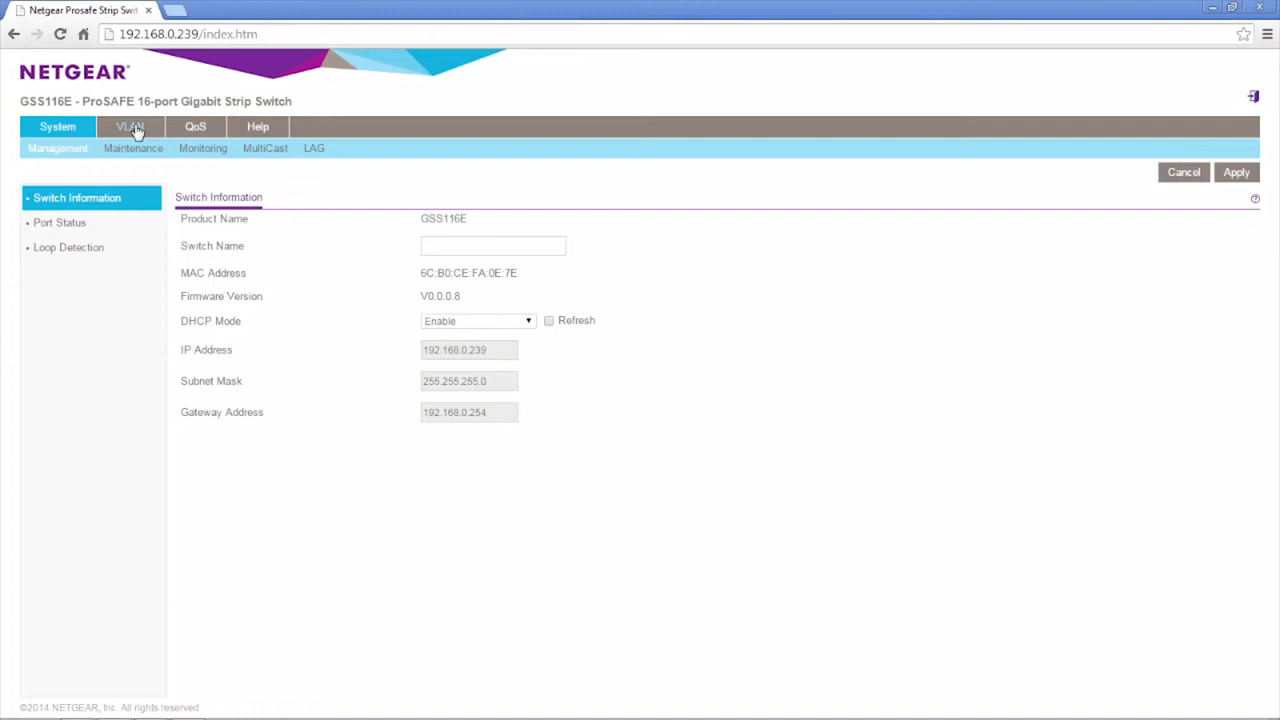 Netgear Prosafe Strip Swit
192.168.0.239/index.htm
NETGEAR®
GSS116E - ProSAFE 16-port Gigabit Strip Switch
System VLAN QoS Help
Management Maintenance Monitoring MultiCast LAG
Cancel Apply
Switch Information
Port Status
Loop Detection
Switch Information
Product Name GSS116E
Switch Name
MAC Address 6C:B0:CE:FA:0E:7E
Firmware Version V0.0.0.8
DHCP Mode Enable Refresh
IP Address 192.168.0.239
Subnet Mask 255.255.255.0
Gateway Address 192.168.0.254
©2014 NETGEAR, Inc. All rights reserved